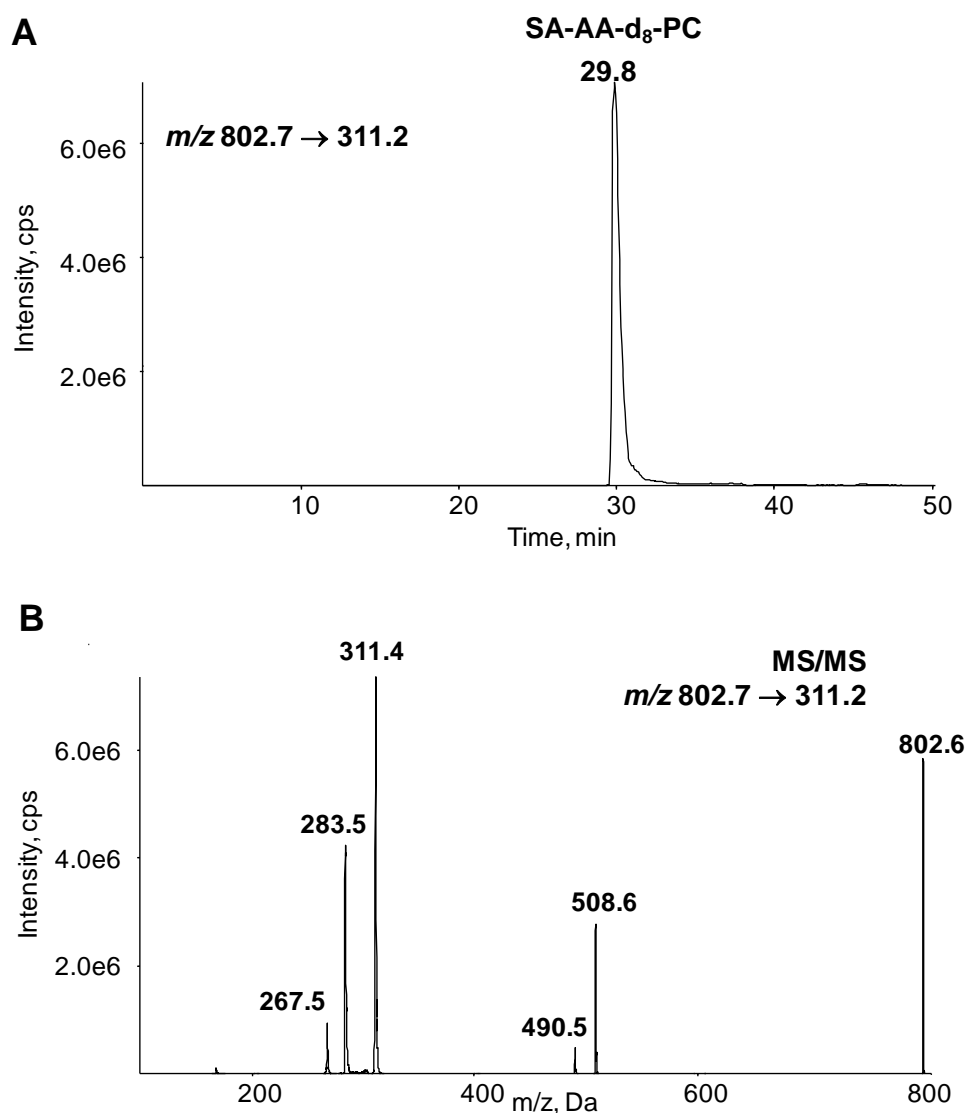 A
SA-AA-d₈-PC
29.8
m/z 802.7 → 311.2
6.0e6
4.0e6
2.0e6
Intensity, cps
10
20
30
40
50
Time, min
B
311.4
MS/MS
m/z 802.7 → 311.2
802.6
6.0e6
283.5
4.0e6
508.6
2.0e6
267.5
490.5
Intensity, cps
200
400
600
800
m/z, Da